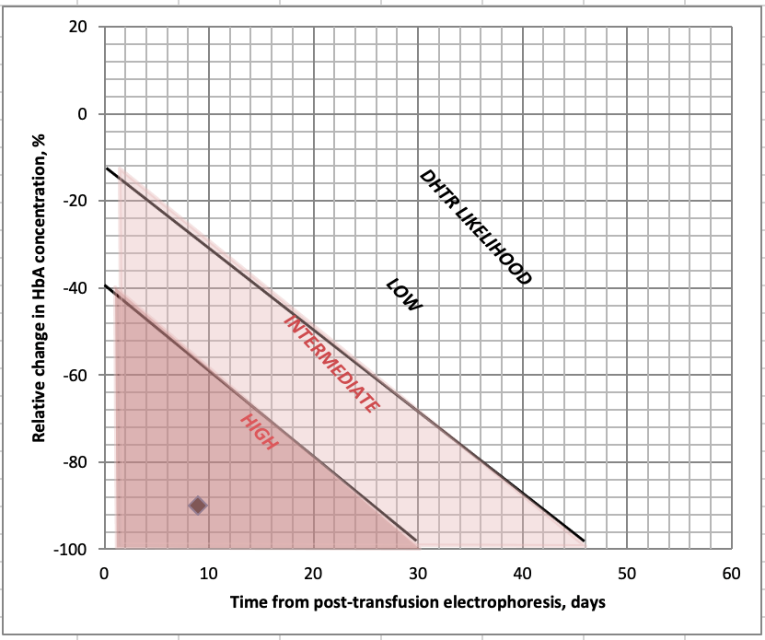 20
0
-20
-40
-60
-80
-100
Relative change in HbA concentration, %
DHTR LIKELIHOOD
LOW
INTERMEDIATE
HIGH
0 10 20 30 40 50 60
Time from post-transfusion electrophoresis, days